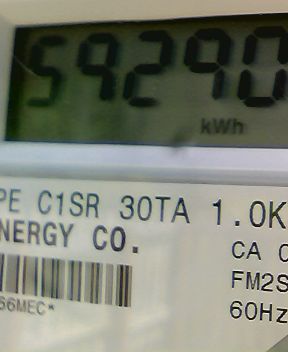 59290
kWh
PE C1SR 30TA 1.0K
NERGY CO.
CA
FM2S
66MEC*
60Hz